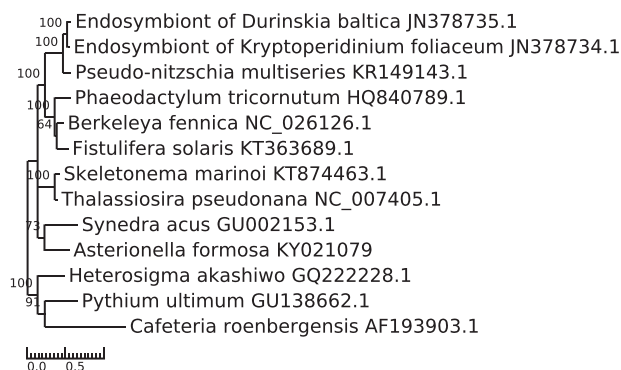 100
Endosymbiont of Durinskia baltica JN378735.1
100
Endosymbiont of Kryptoperidinium foliaceum JN378734.1
100
Pseudo-nitzschia multiseries KR149143.1
Phaeodactylum tricornutum HQ840789.1
100
64
Berkeleya fennica NC_026126.1
Fistulifera solaris KT363689.1
100
Skeletonema marinoi KT874463.1
Thalassiosira pseudonana NC_007405.1
73
Synedra acus GU002153.1
Asterionella formosa KY021079
100
Heterosigma akashiwo GQ222228.1
91
Pythium ultimum GU138662.1
Cafeteria roenbergensis AF193903.1
0.0 0.5